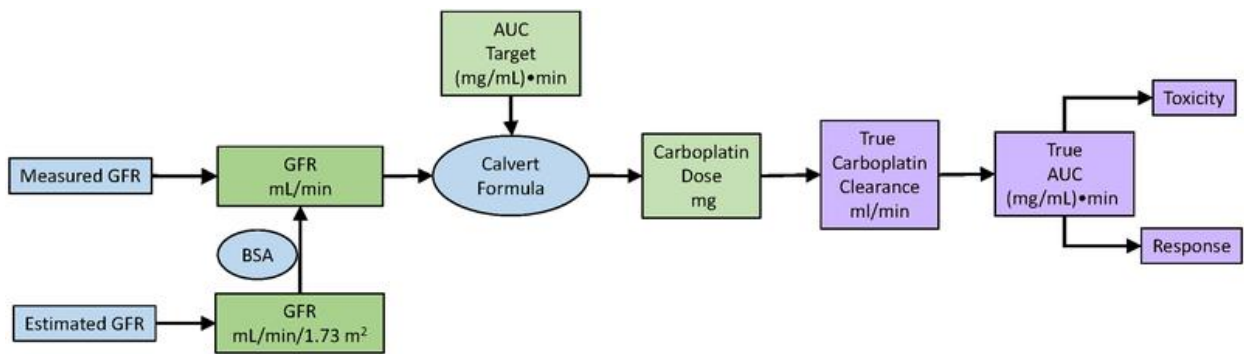 AUC
Target
(mg/mL)•min
Measured GFR
GFR
mL/min
Calvert
Formula
Carboplatin
Dose
mg
True
Carboplatin
Clearance
ml/min
True
AUC
(mg/mL)•min
Toxicity
Response
BSA
Estimated GFR
GFR
mL/min/1.73 m²